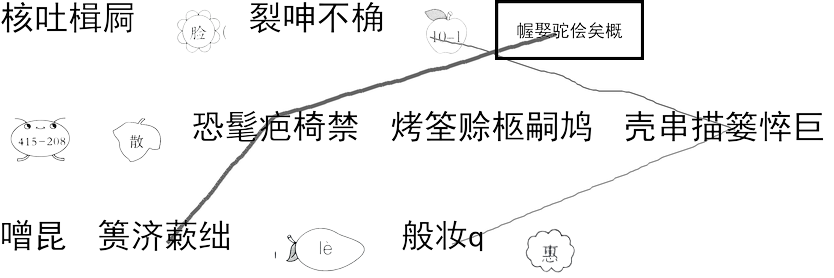 核吐楫屙 脸 裂呻不桷 10-1 幄娶驼侩矣概
415-208 散 恐髦疤椅禁 烤筌赊柩嗣鸠 壳串描篓悴巨
噌昆 箦济蔌绌 lè 般妆q 惠